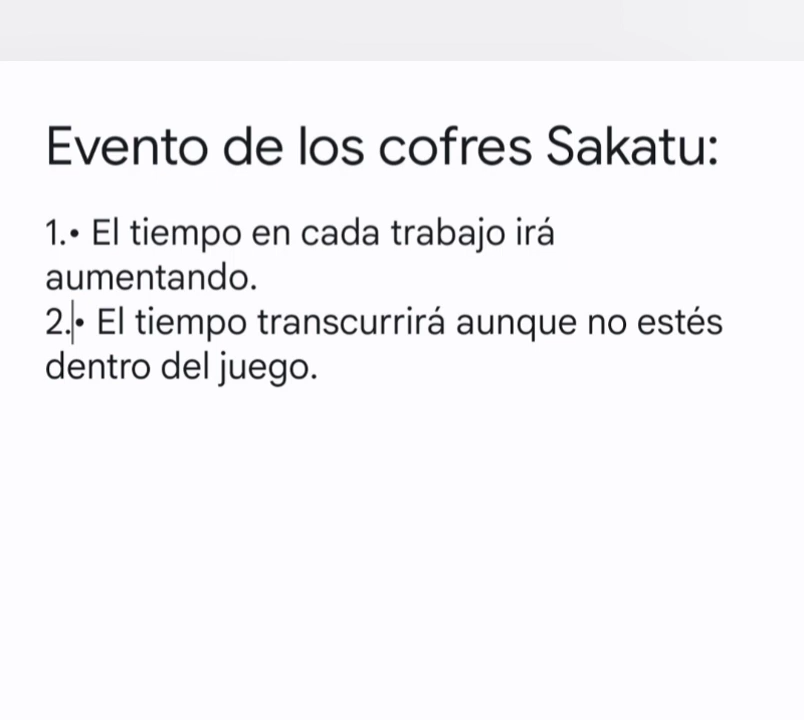 Evento de los cofres Sakatu:
1.• El tiempo en cada trabajo irá
aumentando.
2.• El tiempo transcurrirá aunque no estés
dentro del juego.